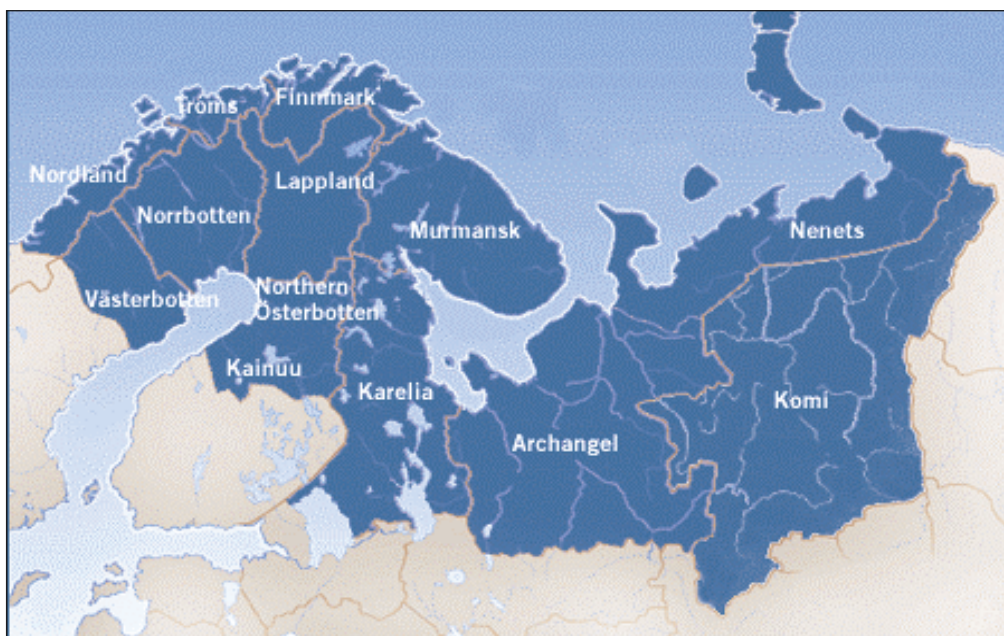 Troms
Finnmark
Nordland
Lappland
Norrbotten
Murmansk
Nenets
Västerbotten
Northern
Österbotten
Kainuu
Karelia
Komi
Archangel